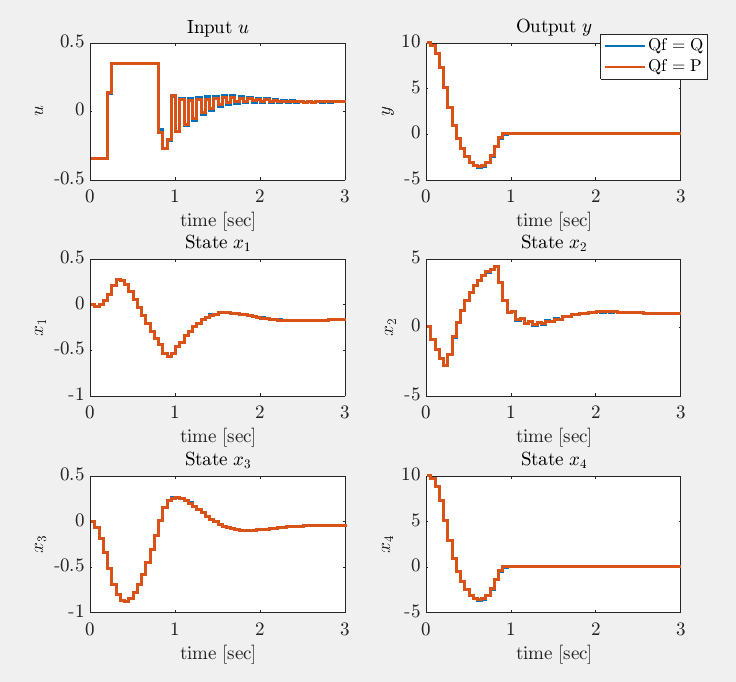 Input u
0.5
0
-0.5
u
0 1 2 3
time [sec]
Output y
10
5
0
-5
y
0 1 2 3
time [sec]
Qf = Q
Qf = P
State x1
0.5
0
-0.5
-1
x1
0 1 2 3
time [sec]
State x2
5
0
-5
x2
0 1 2 3
time [sec]
State x3
0.5
0
-0.5
-1
x3
0 1 2 3
time [sec]
State x4
10
5
0
-5
x4
0 1 2 3
time [sec]